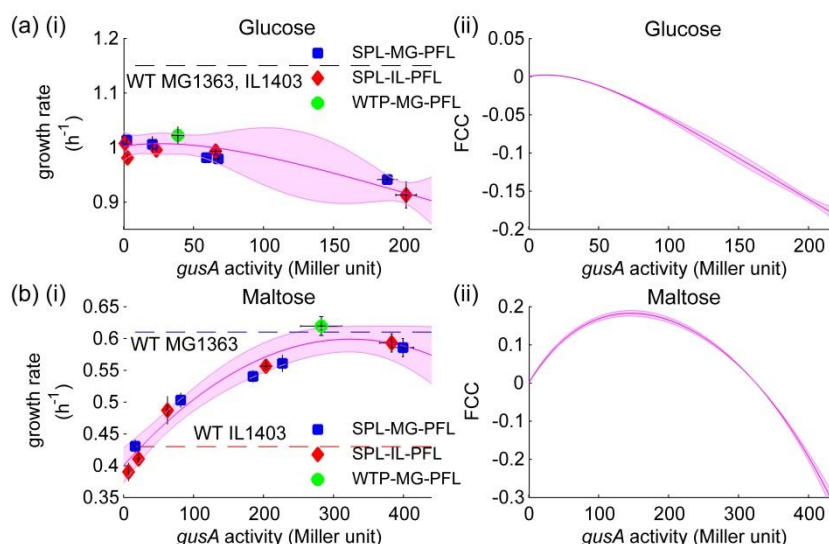 (a) (i) Glucose
1.2
1.1
1
0.9
growth rate
(h⁻¹)
WT MG1363, IL1403
SPL-MG-PFL
SPL-IL-PFL
WTP-MG-PFL
0 50 100 150 200
gusA activity (Miller unit)
(ii) Glucose
0
-0.05
-0.1
-0.15
-0.2
FCC
0 50 100 150 200
gusA activity (Miller unit)
(b) (i) Maltose
0.65
0.6
0.55
0.5
0.45
0.4
0.35
growth rate
(h⁻¹)
WT MG1363
WT IL1403
SPL-MG-PFL
SPL-IL-PFL
WTP-MG-PFL
0 100 200 300 400
gusA activity (Miller unit)
(ii) Maltose
0.2
0.1
0
-0.1
-0.2
-0.3
FCC
0 100 200 300 400
gusA activity (Miller unit)